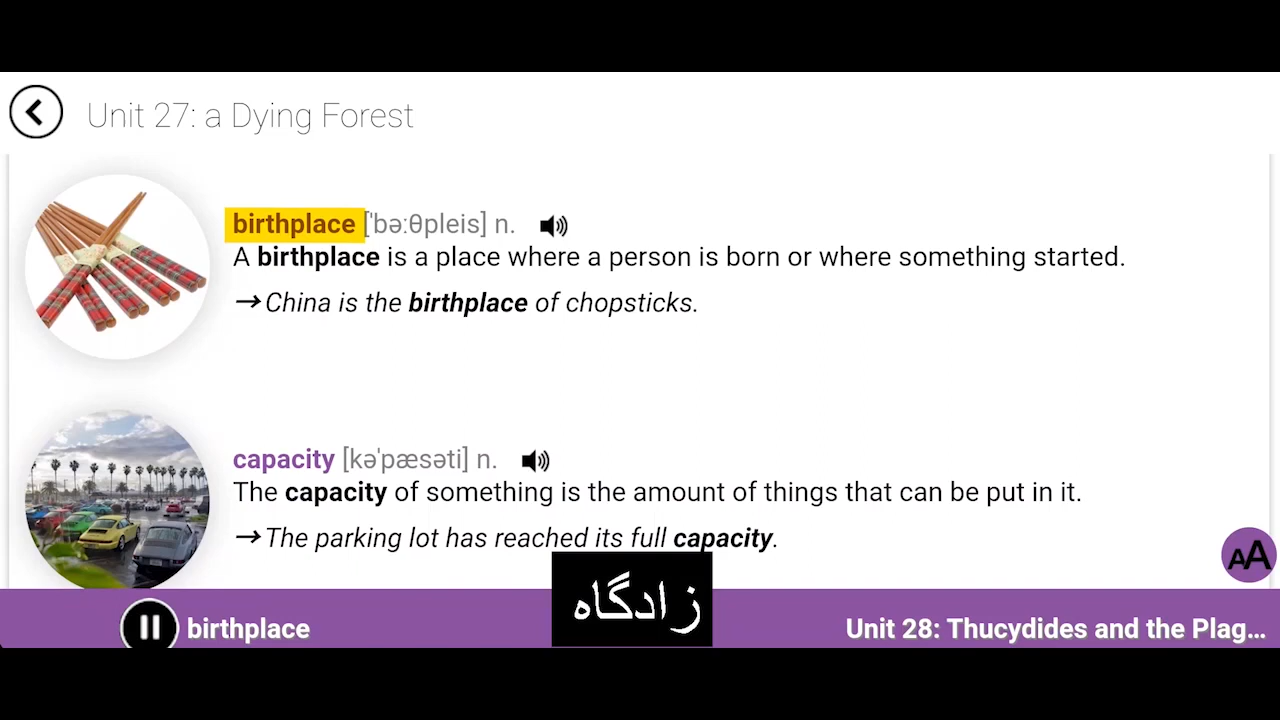 Unit 27: a Dying Forest
birthplace ['bə:θpleis] n.
A birthplace is a place where a person is born or where something started.
→ China is the birthplace of chopsticks.
capacity [kə'pæsəti] n.
The capacity of something is the amount of things that can be put in it.
→ The parking lot has reached its full capacity.
AA
زادگاه
birthplace
Unit 28: Thucydides and the Plag...